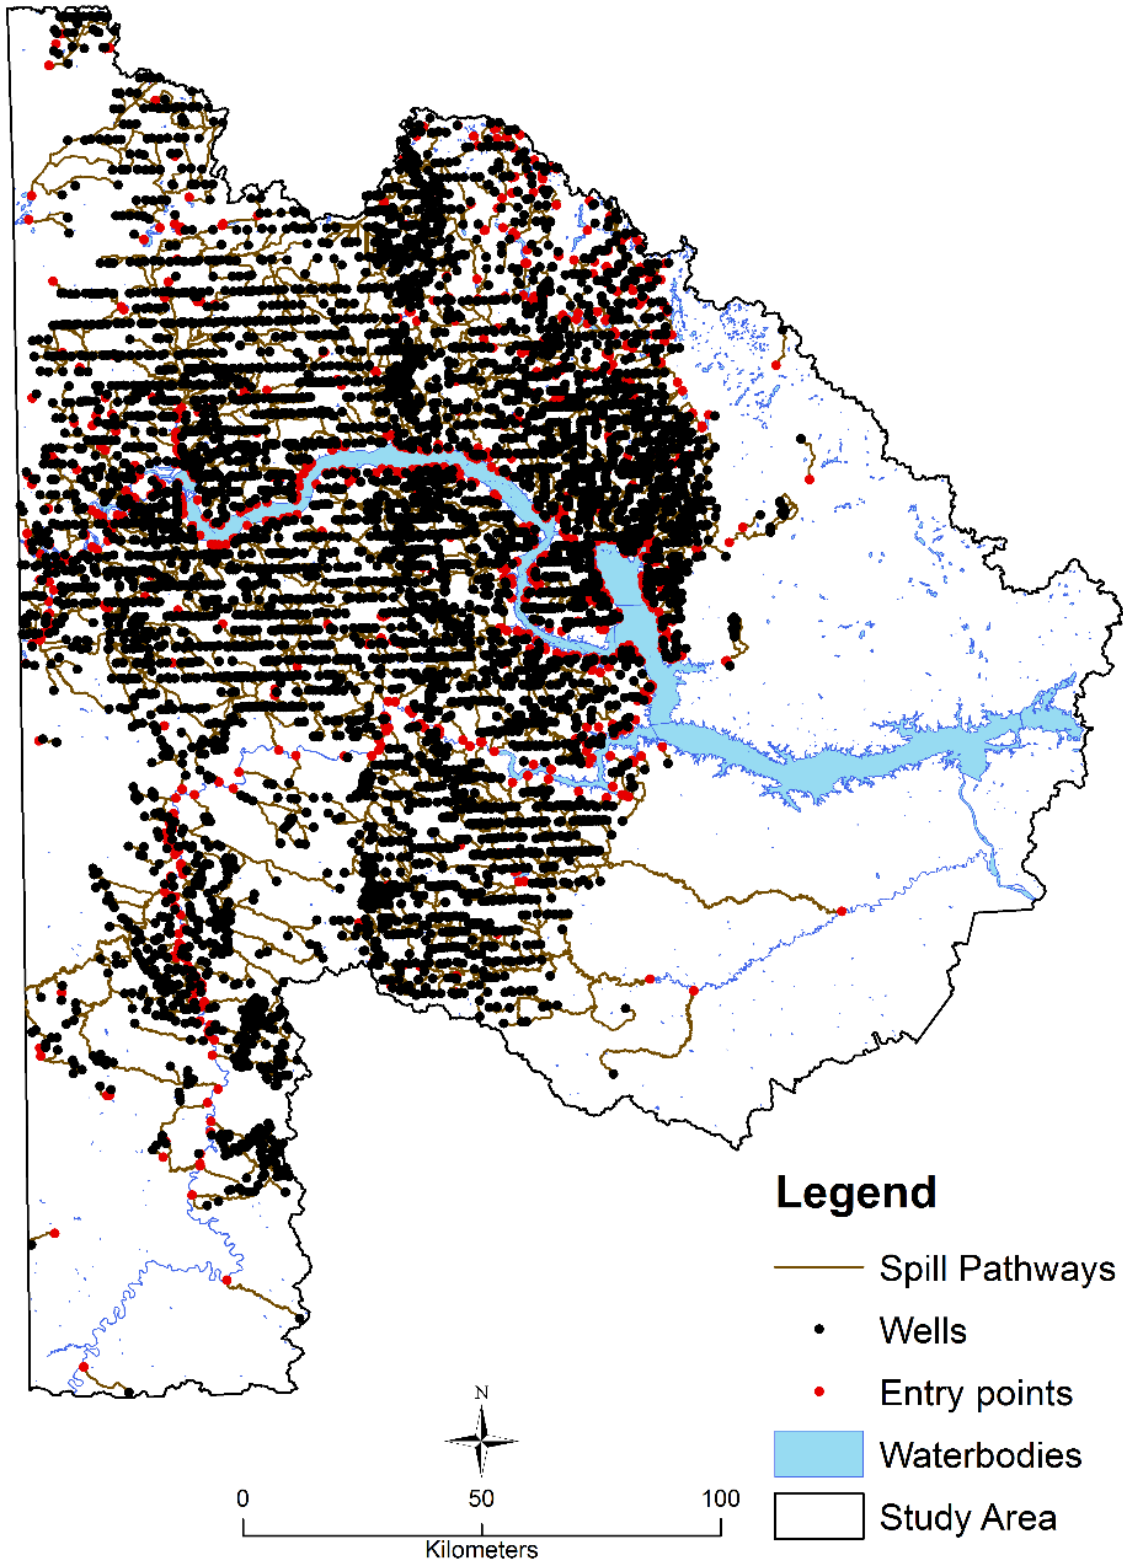 Legend
Spill Pathways
Wells
Entry points
Waterbodies
Study Area
N
0 50 100
Kilometers